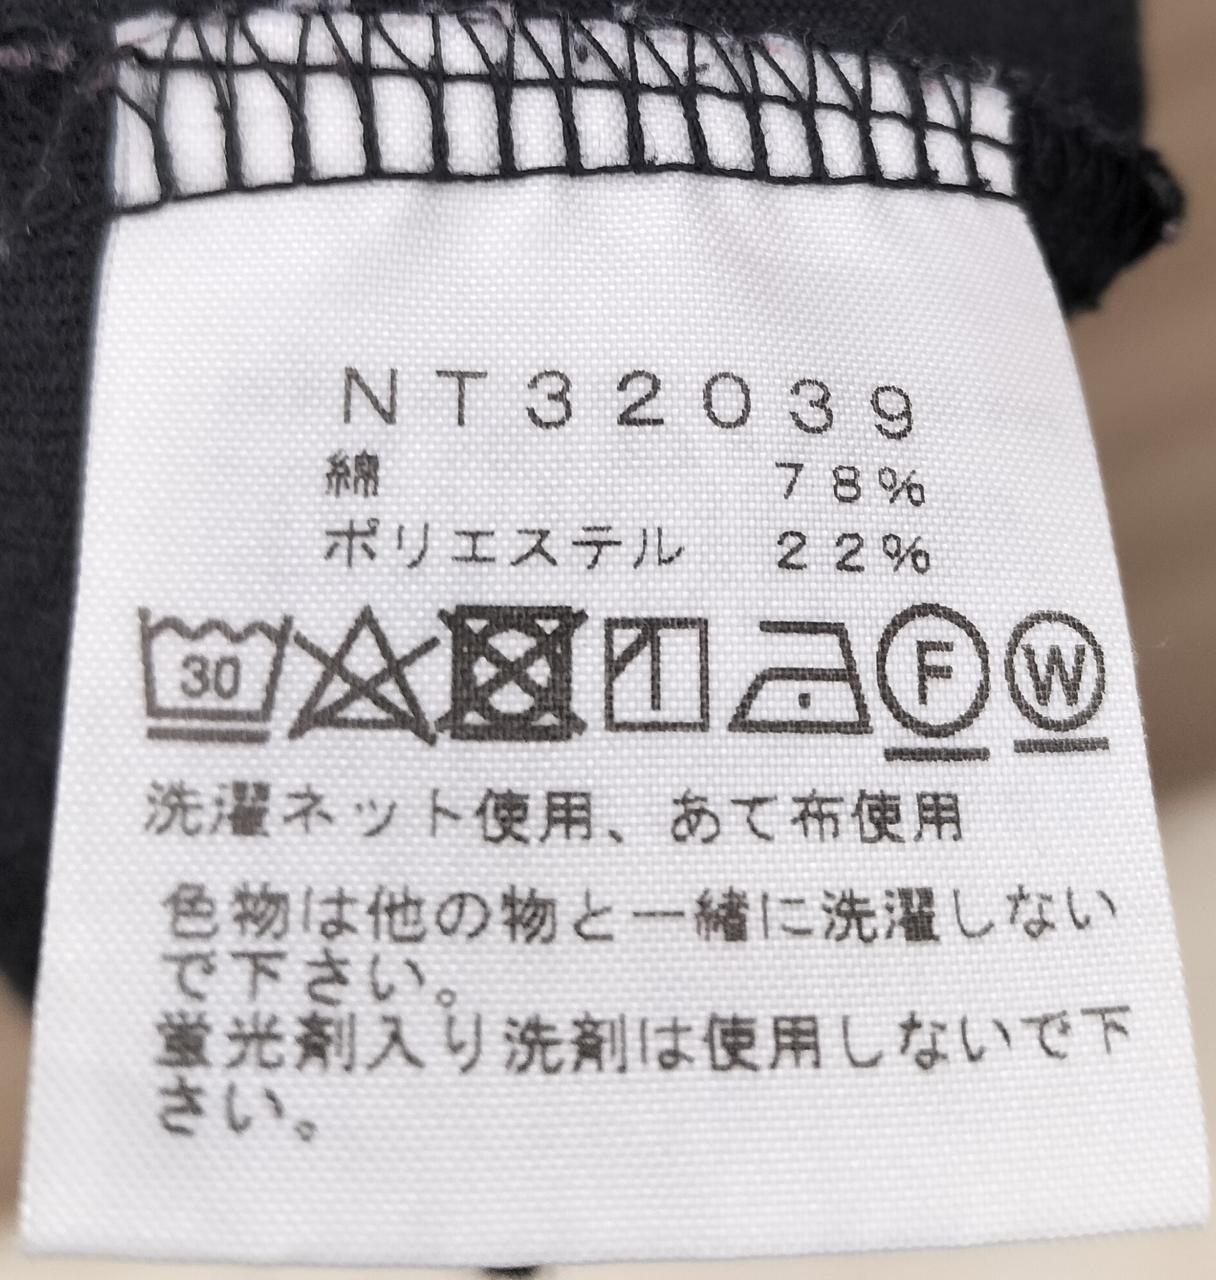 NT32039
綿 78%
ポリエステル 22%
30 F W
洗濯ネット使用、あて布使用
色物は他の物と一緒に洗濯しない
で下さい。
蛍光剤入り洗剤は使用しないで下
さい。